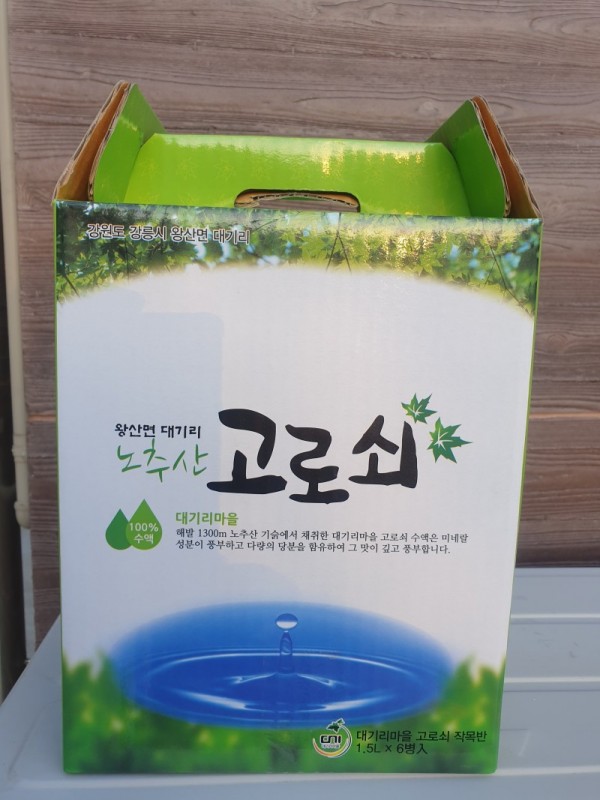 강원도 강릉시 왕산면 대기리
왕산면 대기리
노추산 고로쇠
100%
수액
대기리마을
해발 1300m 노추산 기슭에서 채취한 대기리마을 고로쇠 수액은 미네랄
성분이 풍부하고 다량의 당분을 함유하여 그 맛이 깊고 풍부합니다.
대기리마을 고로쇠 작목반
1.5L × 6병入